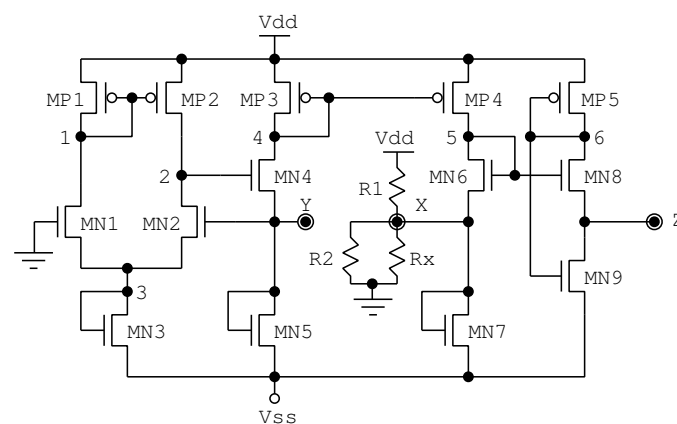 Vdd
MP1 MP2 MP3 MP4 MP5
1 4 Vdd 5 6
2 MN4 R1 MN6 MN8
MN1 MN2 Y X Z
R2 Rx MN9
3
MN3 MN5 MN7
Vss